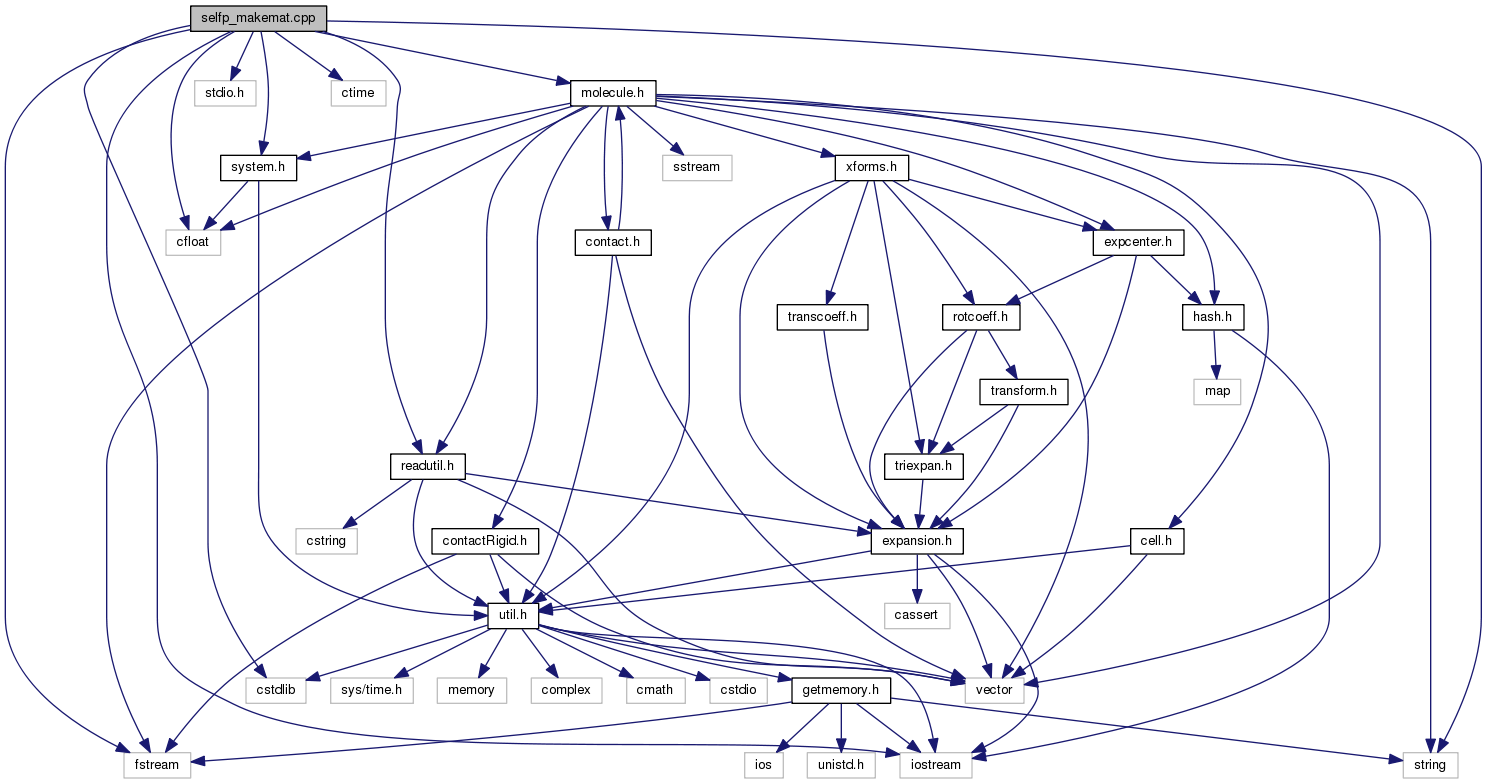 selfp_makemat.cpp
stdio.h
ctime
molecule.h
system.h
sstream
xforms.h
cfloat
contact.h
expcenter.h
transcoeff.h
rotcoeff.h
hash.h
transform.h
map
readutil.h
triexpan.h
cstring
contactRigid.h
expansion.h
cell.h
util.h
cassert
cstdlib
sys/time.h
memory
complex
cmath
cstdio
getmemory.h
vector
fstream
ios
unistd.h
iostream
string